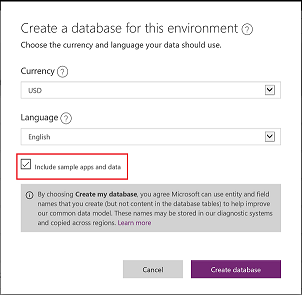 Create a database for this environment ?
Choose the currency and language your data should use.
Currency ?
USD
Language ?
English
Include sample apps and data
By choosing Create my database, you agree Microsoft can use entity and field
names that you create (but not content in the database tables) to help improve
our common data model. These names may be stored in our diagnostic systems
and copied across regions. Learn more
Cancel
Create database